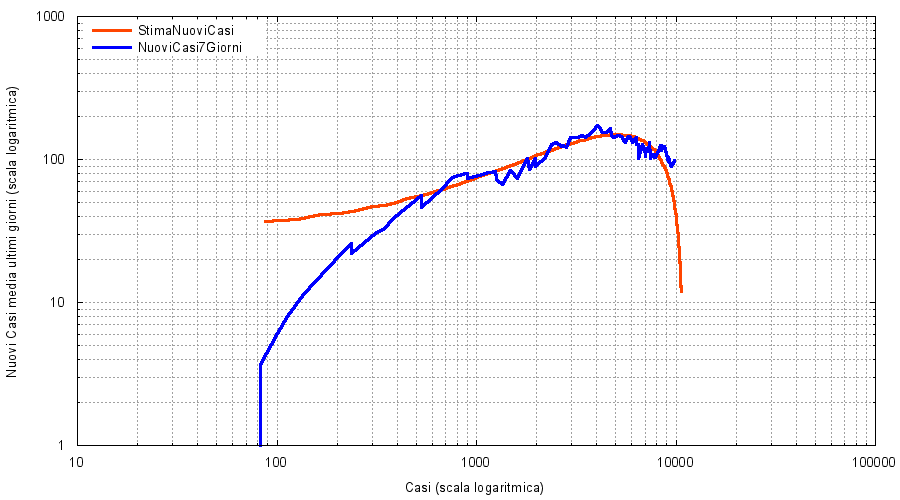 1000
StimaNuoviCasi
NuoviCasi7Giorni
100
10
1
Nuovi Casi media ultimi giorni (scala logaritmica)
10
100
1000
10000
100000
Casi (scala logaritmica)